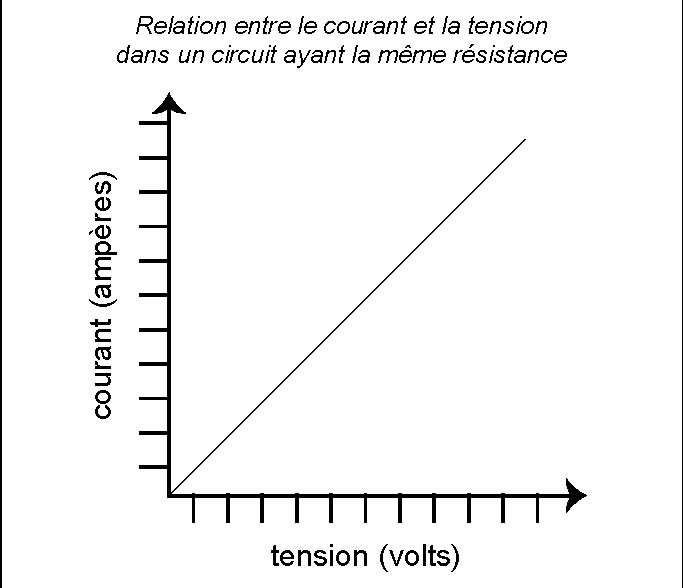 Relation entre le courant et la tension
dans un circuit ayant la même résistance
courant (ampères)
tension (volts)